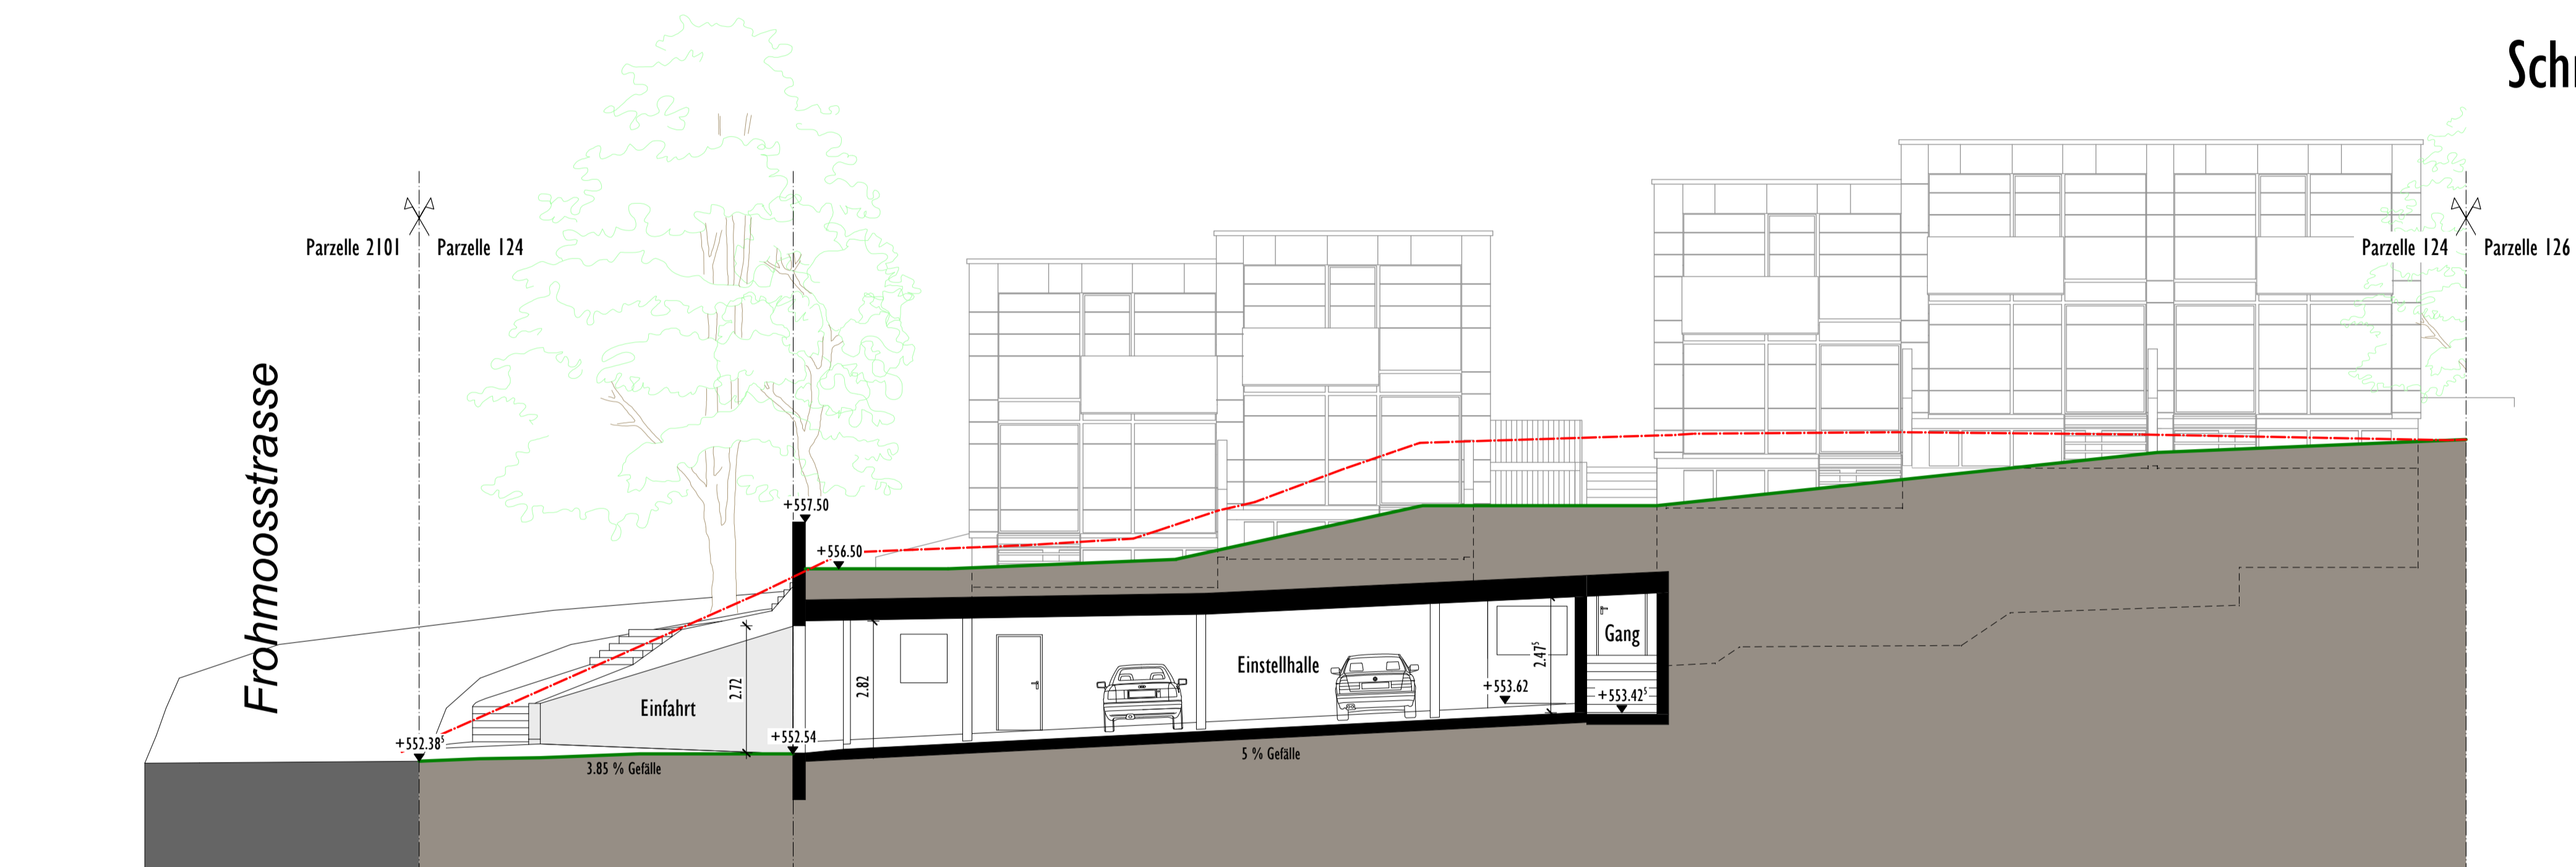 Parzelle 2101
Parzelle 124
Parzelle 124
Parzelle 126
Frohmoosstrasse
+557.50
+556.50
+552.38⁵
+552.54
3.85 % Gefälle
Einfahrt
2.72
2.82
Einstellhalle
5 % Gefälle
+553.62
2.47⁵
Gang
+553.42⁵